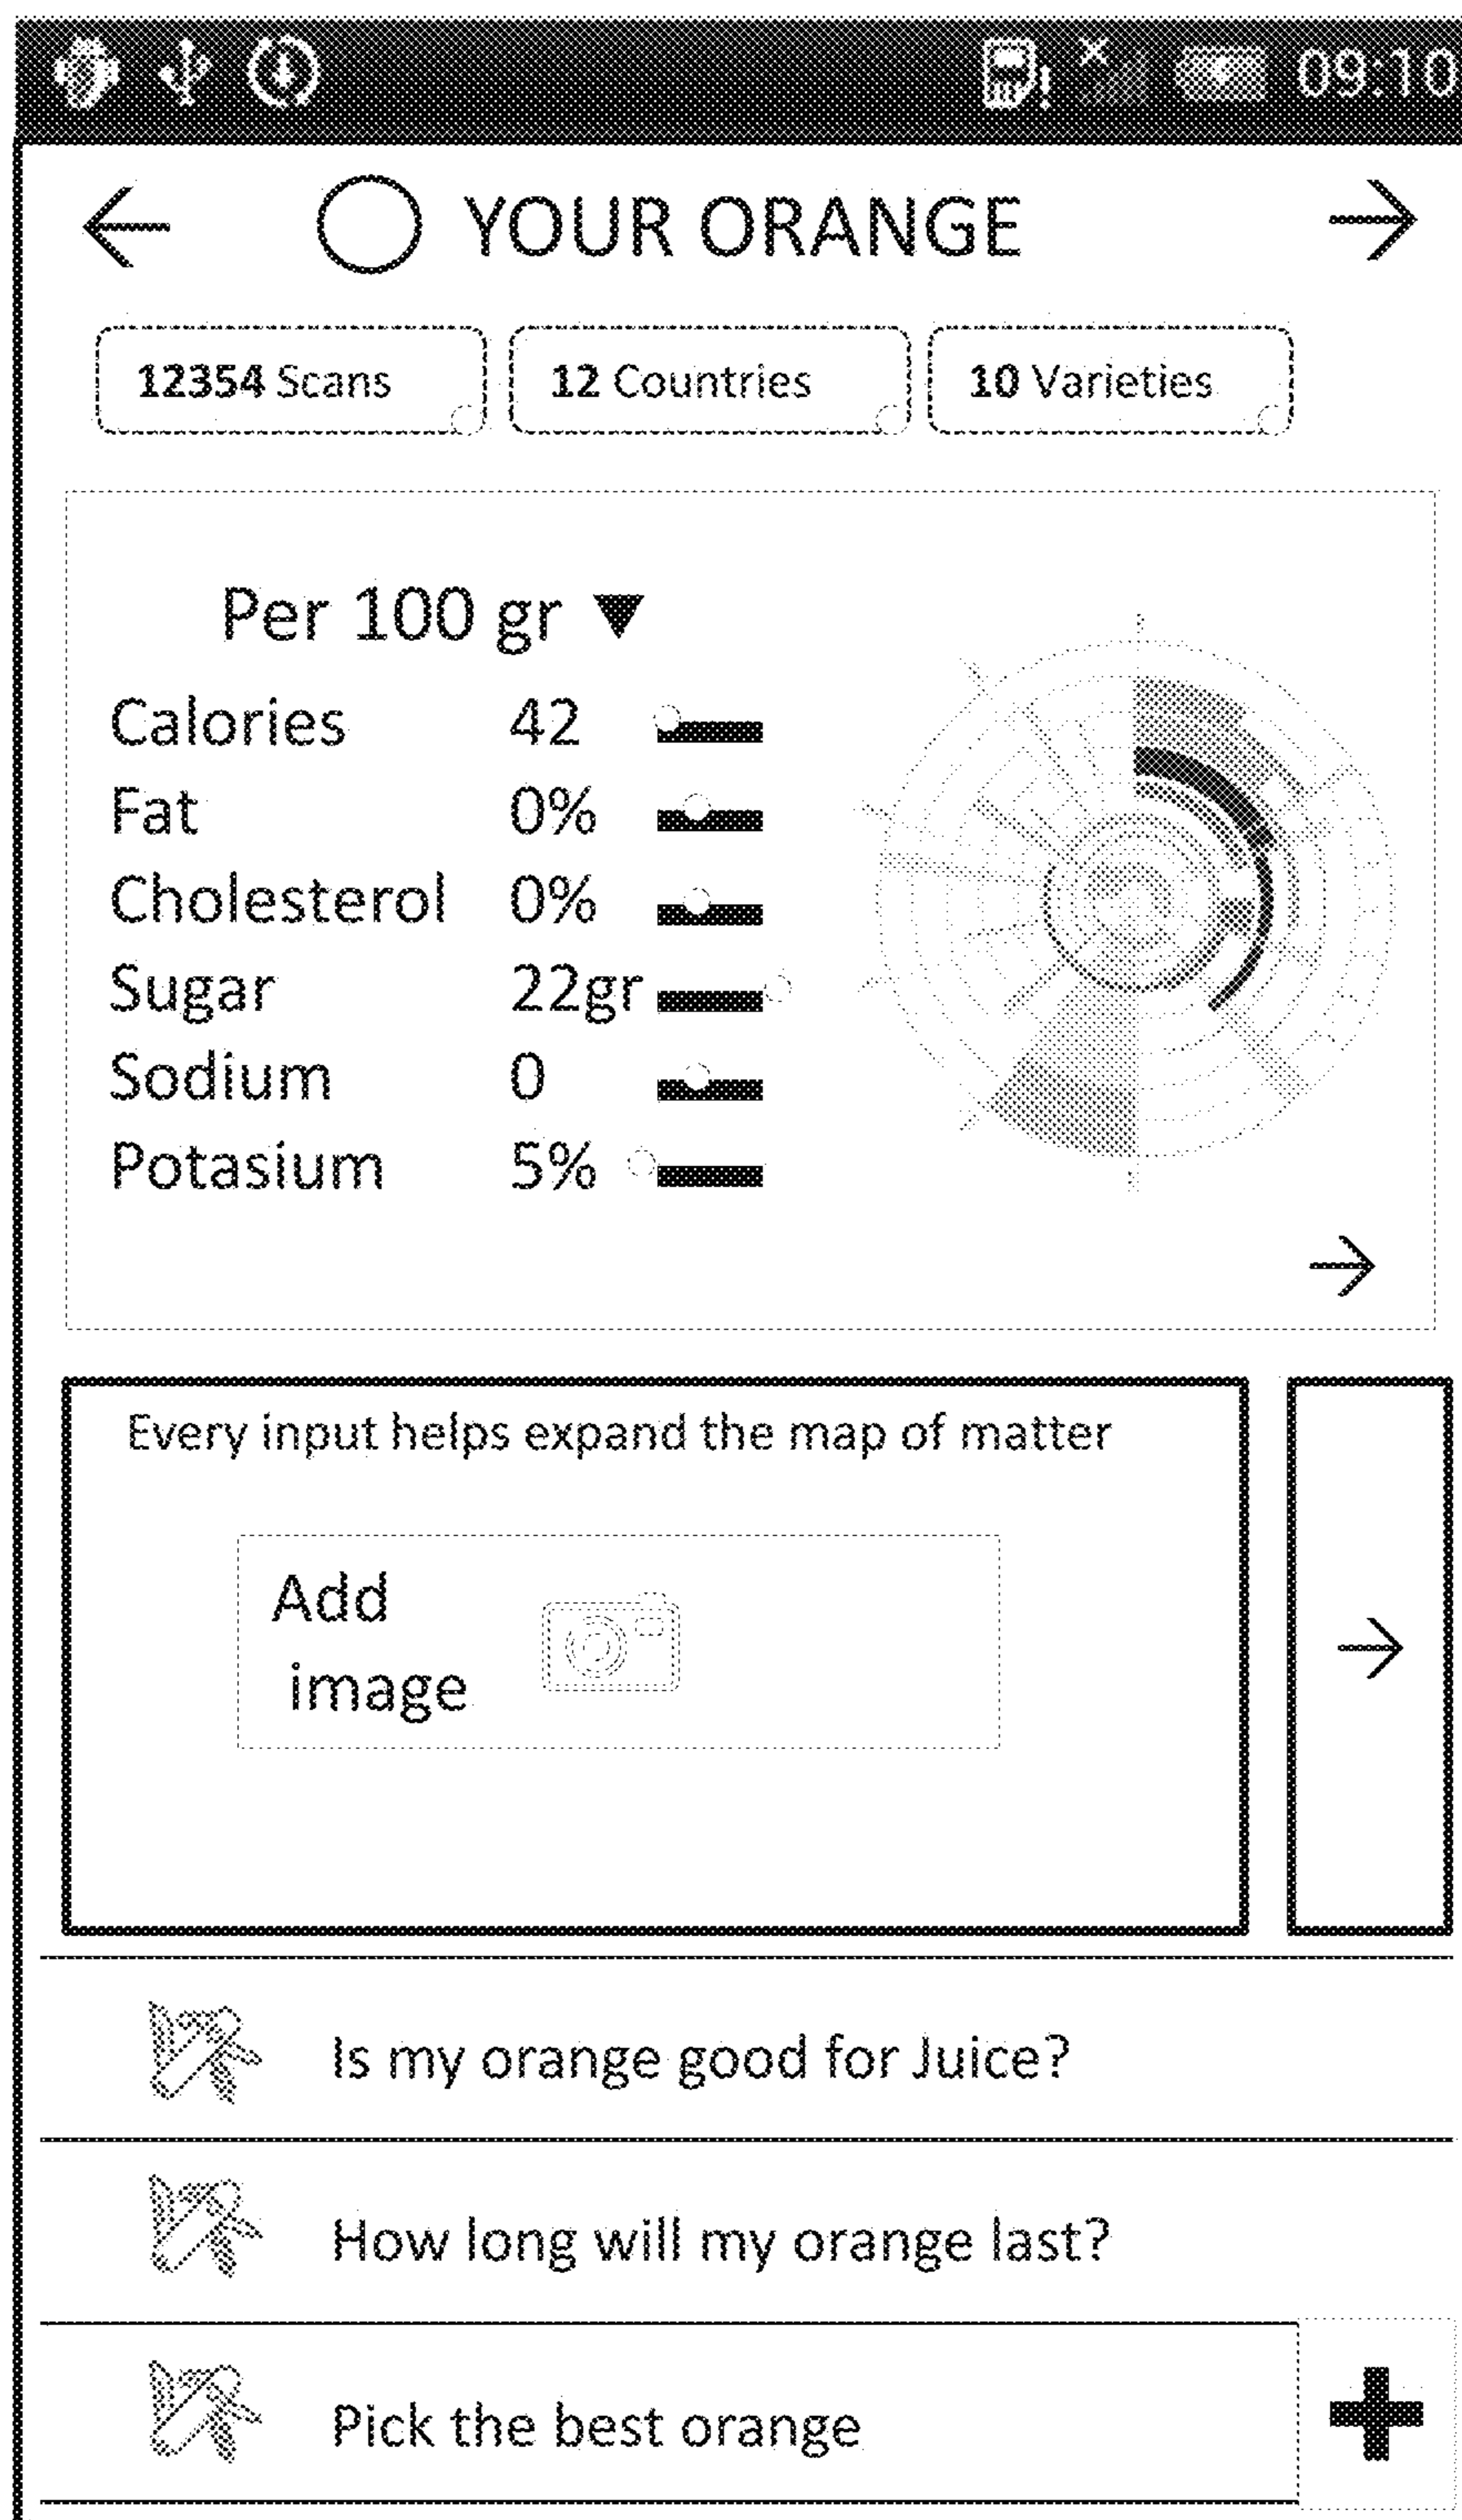 09:10
YOUR ORANGE
12354 Scans 12 Countries 10 Varieties
Per 100 gr
Calories 42
Fat 0%
Cholesterol 0%
Sugar 22gr
Sodium 0
Potasium 5%
Every input helps expand the map of matter
Add
image
Is my orange good for Juice?
How long will my orange last?
Pick the best orange